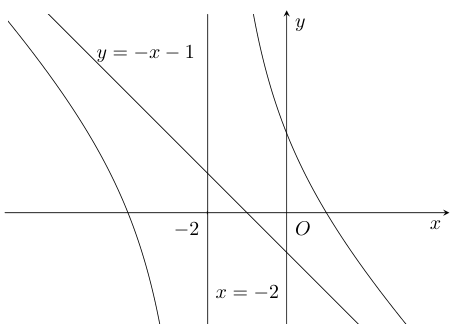 y
y = −x − 1
−2
O
x
x = −2